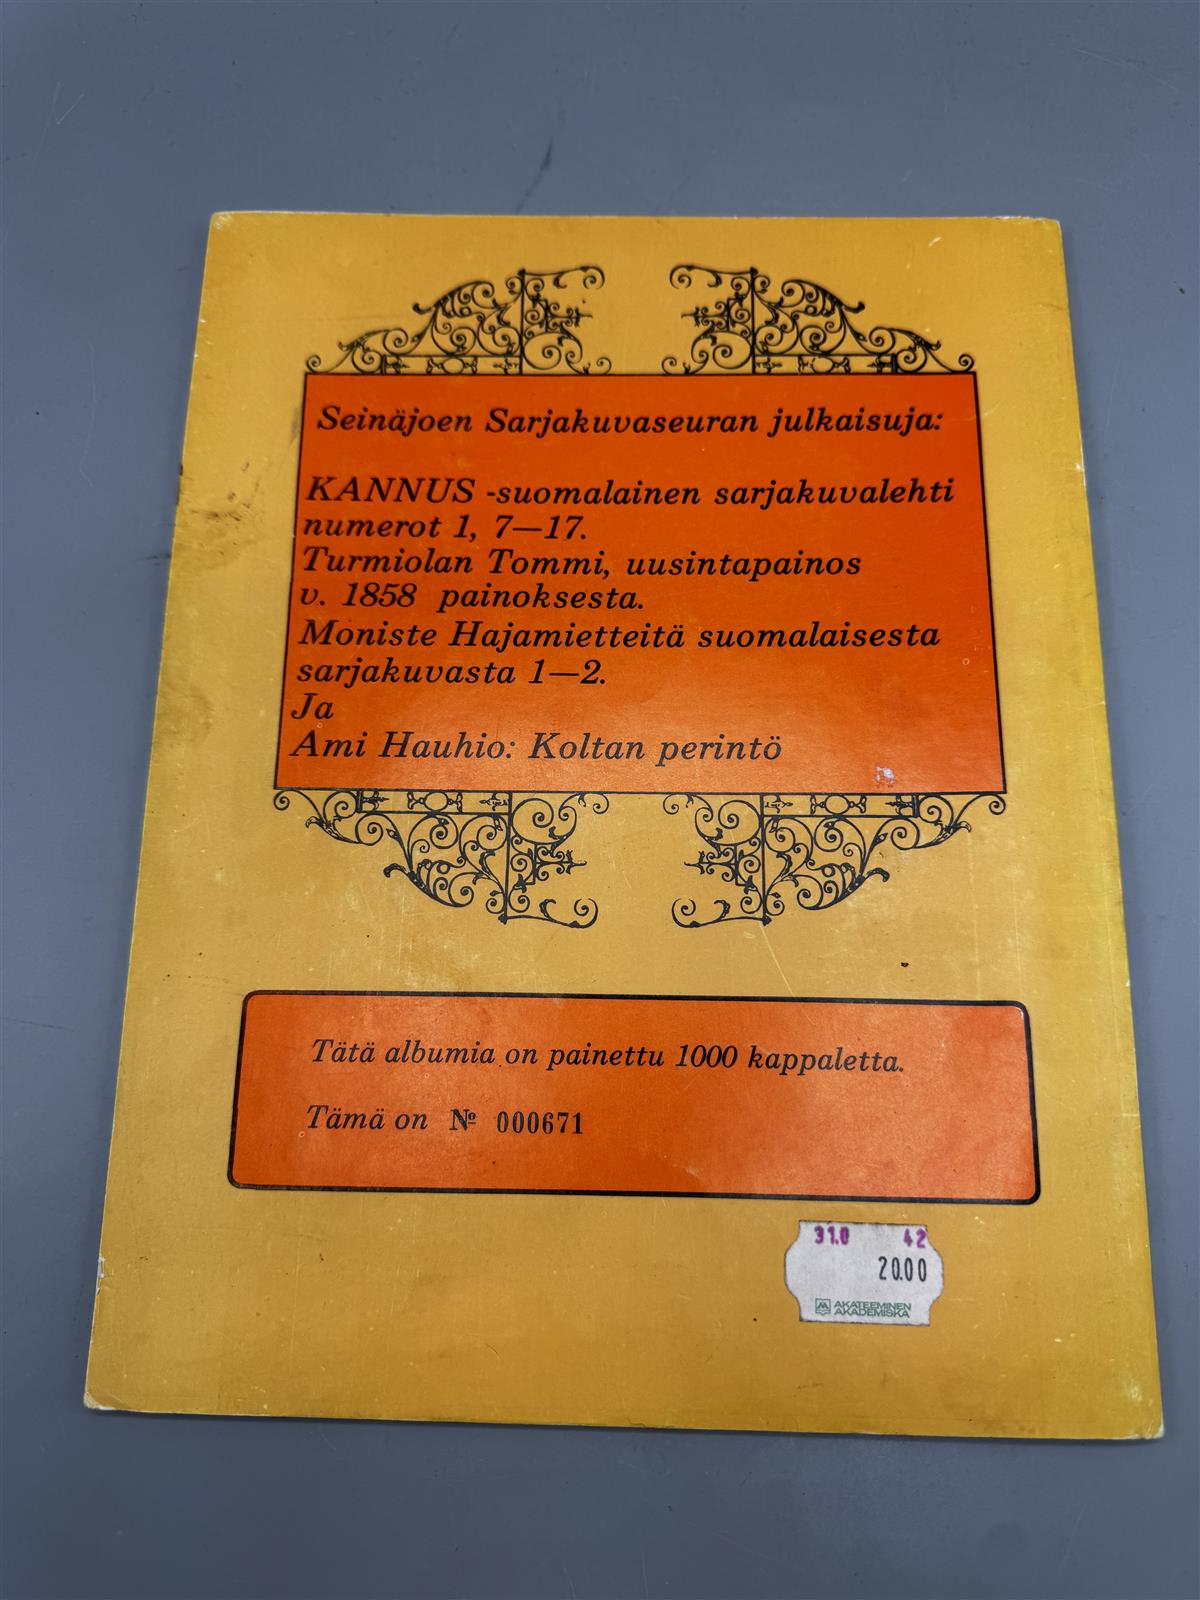 Seinäjoen Sarjakuvaseuran julkaisuja:
KANNUS -suomalainen sarjakuvalehti
numerot 1, 7—17.
Turmiolan Tommi, uusintapainos
v. 1858 painoksesta.
Moniste Hajamietteitä suomalaisesta
sarjakuvasta 1—2.
Ja
Ami Hauhio: Koltan perintö
Tätä albumia on painettu 1000 kappaletta.
Tämä on № 000671
31.0 42
20.00
AKATEEMINEN
AKADEMISKA